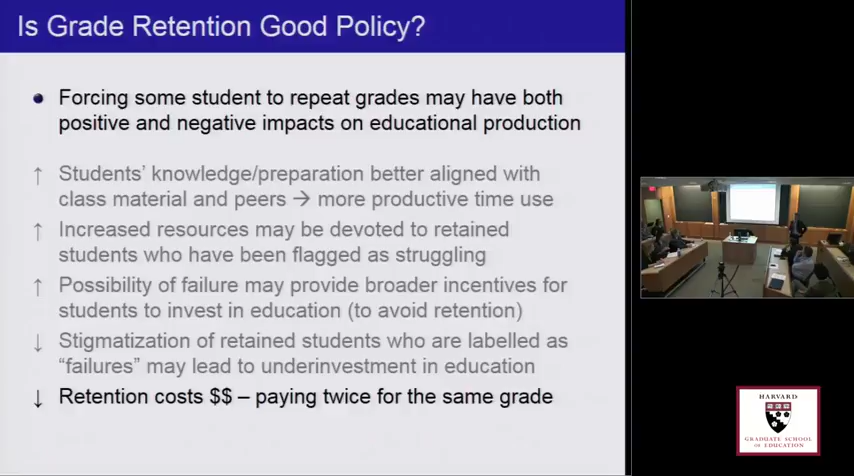 Is Grade Retention Good Policy?
Forcing some student to repeat grades may have both
positive and negative impacts on educational production
↑ Students' knowledge/preparation better aligned with
class material and peers → more productive time use
↑ Increased resources may be devoted to retained
students who have been flagged as struggling
↑ Possibility of failure may provide broader incentives for
students to invest in education (to avoid retention)
↓ Stigmatization of retained students who are labelled as
“failures” may lead to underinvestment in education
↓ Retention costs $$ – paying twice for the same grade
HARVARD
GRADUATE SCHOOL
OF EDUCATION